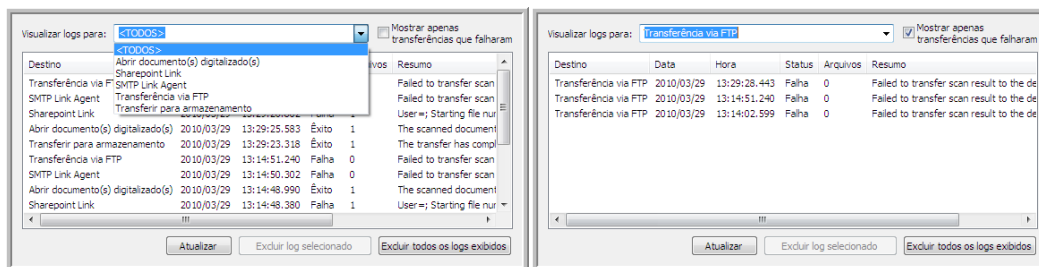 Visualizar logs para: <TODOS>
Mostrar apenas
transferências que falharam
<TODOS>
Abrir documento(s) digitalizado(s)
Sharepoint Link
SMTP Link Agent
Transferência via FTP
Transferir para armazenamento
Destino Resumo
Transferência via Failed to transfer scan
SMTP Link Agent Failed to transfer scan
Sharepoint Link User=; Starting file nur
Abrir documento(s) digitalizado(s) 2010/03/29 13:29:25.583 Êxito 1 The scanned document
Transferir para armazenamento 2010/03/29 13:29:23.318 Êxito 1 The transfer has compl
Transferência via FTP 2010/03/29 13:14:51.240 Falha 0 Failed to transfer scan
SMTP Link Agent 2010/03/29 13:14:50.302 Falha 0 Failed to transfer scan
Abrir documento(s) digitalizado(s) 2010/03/29 13:14:48.990 Êxito 1 The scanned document
Sharepoint Link 2010/03/29 13:14:48.380 Falha 1 User=; Starting file nur
Atualizar Excluir log selecionado Excluir todos os logs exibidos
Visualizar logs para: Transferência via FTP
Mostrar apenas
transferências que falharam
Destino Data Hora Status Arquivos Resumo
Transferência via FTP 2010/03/29 13:29:28.443 Falha 0 Failed to transfer scan result to the de
Transferência via FTP 2010/03/29 13:14:51.240 Falha 0 Failed to transfer scan result to the de
Transferência via FTP 2010/03/29 13:14:02.599 Falha 0 Failed to transfer scan result to the de
Atualizar Excluir log selecionado Excluir todos os logs exibidos